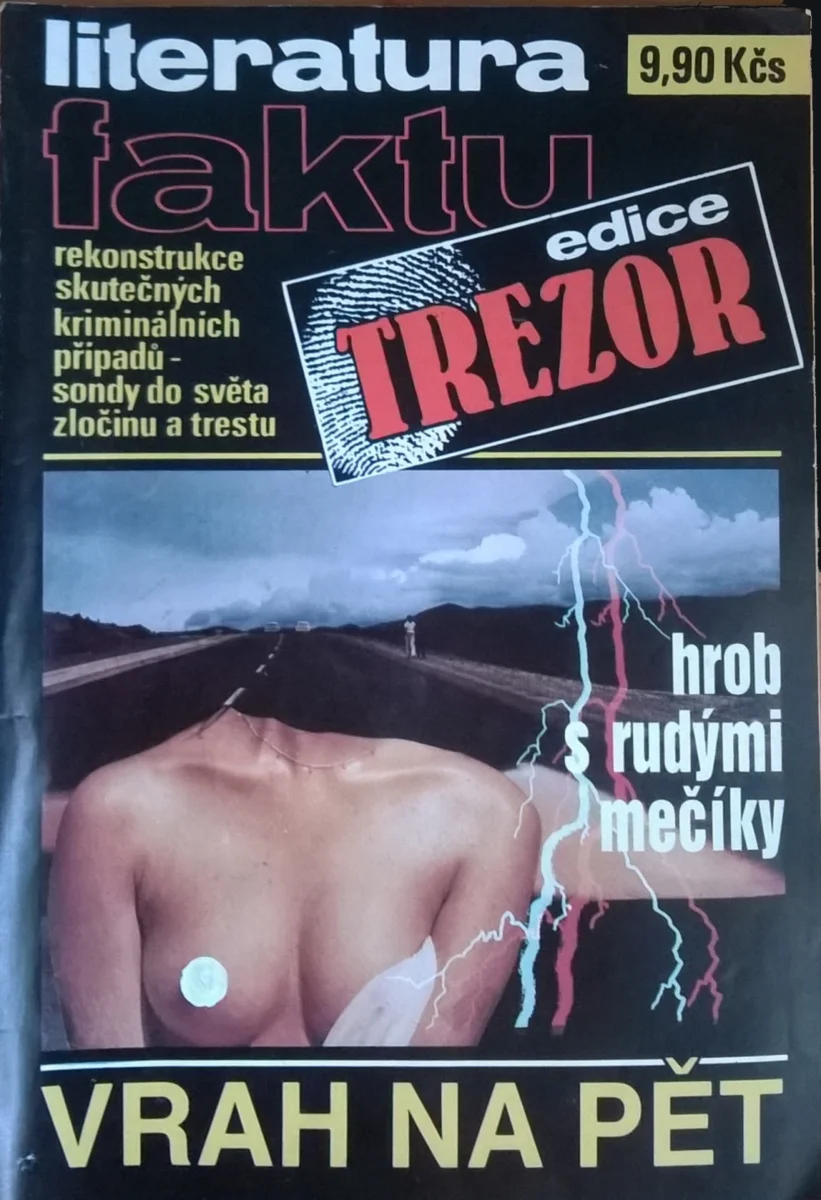 literatura
9,90 Kčs
faktu
edice
TREZOR
rekonstrukce
skutečných
kriminálních
případů -
sondy do světa
zločinu a trestu
hrob
s rudými
mečíky
VRAH NA PĚT